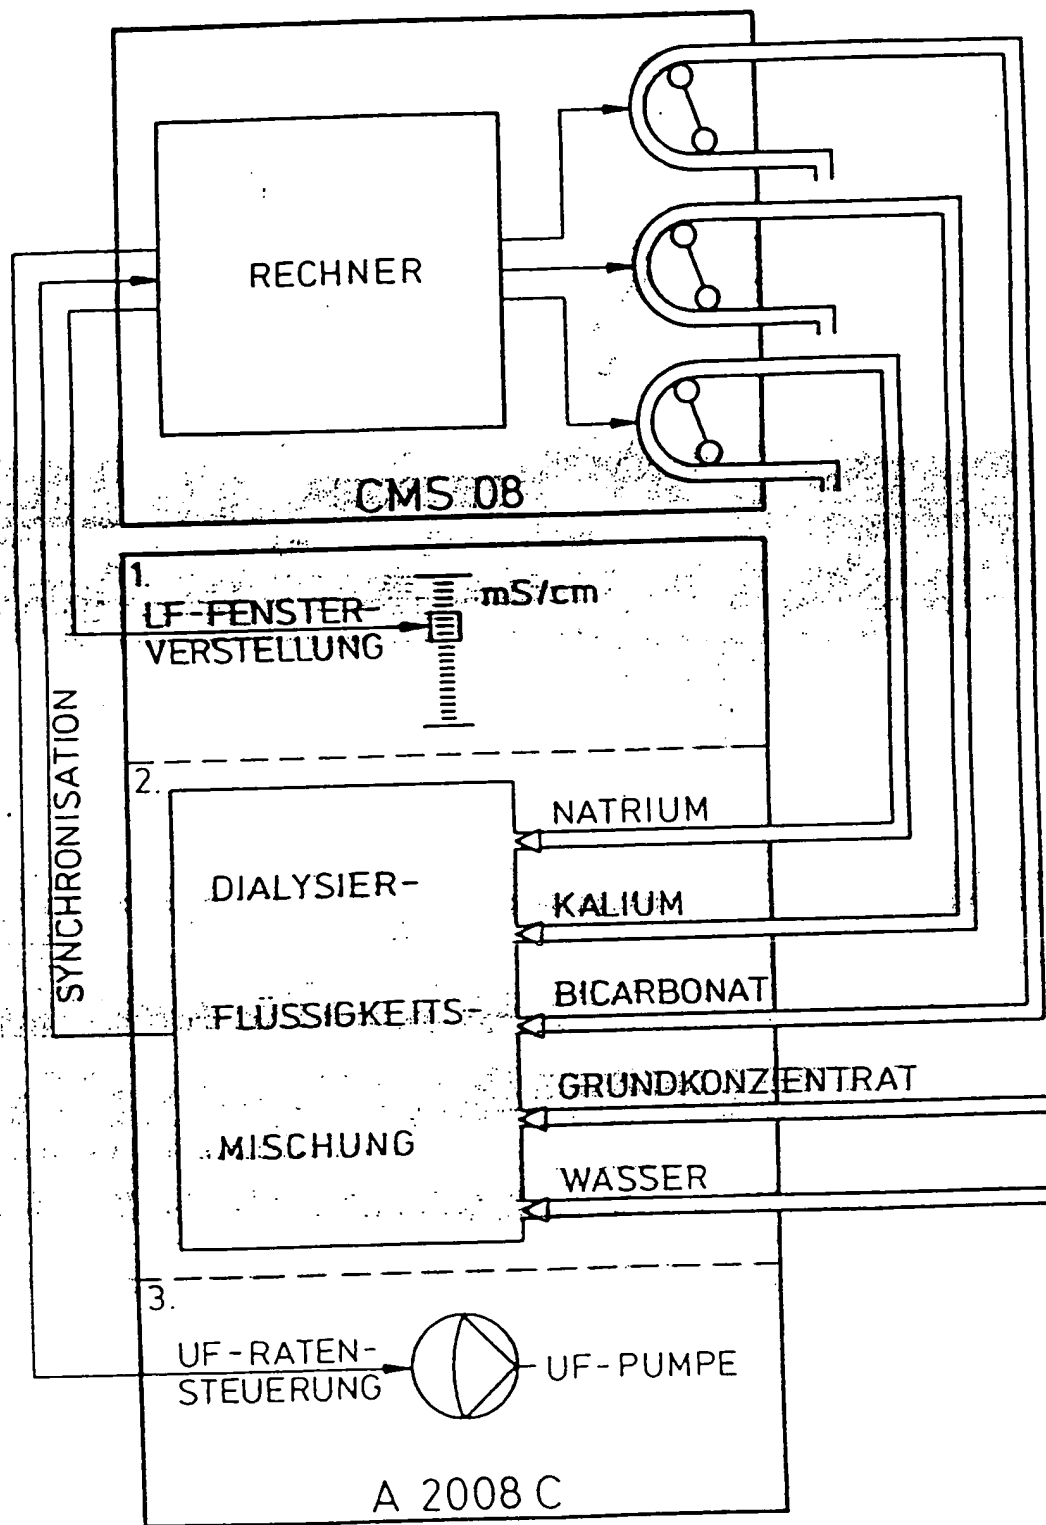 RECHNER
CMS 08
1.
LF-FENSTER-
VERSTELLUNG
mS/cm
SYNCHRONISATION
2.
DIALYSIER-
FLÜSSIGKEITS-
MISCHUNG
NATRIUM
KALIUM
BICARBONAT
GRUNDKONZIENTRAT
WASSER
3.
UF-RATEN-
STEUERUNG
UF-PUMPE
A 2008 C